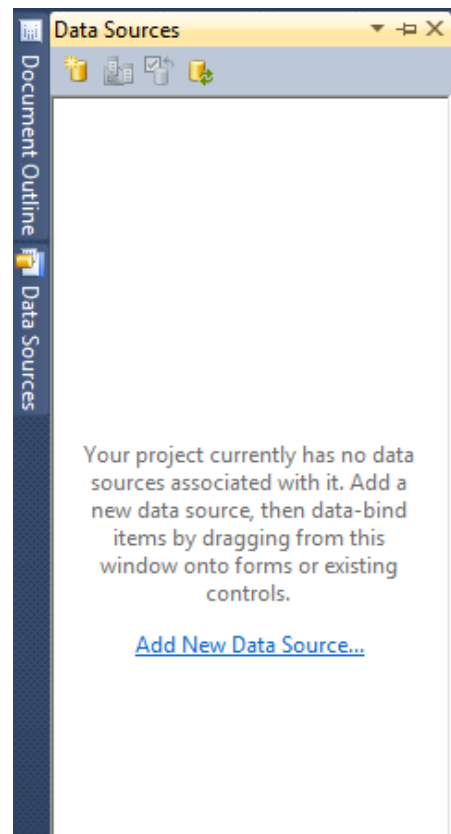 Data Sources
Document Outline
Data Sources
Your project currently has no data
sources associated with it. Add a
new data source, then data-bind
items by dragging from this
window onto forms or existing
controls.
Add New Data Source...